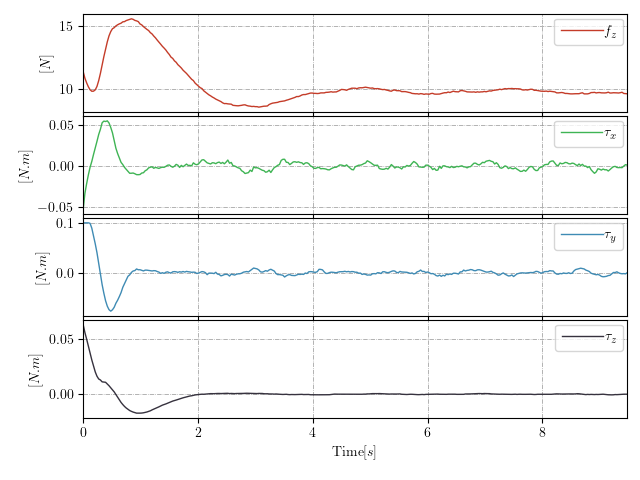 15
10
[N]
f_z
0.05
0.00
−0.05
[N.m]
τ_x
0.1
0.0
[N.m]
τ_y
0.05
0.00
[N.m]
τ_z
0 2 4 6 8
Time[s]